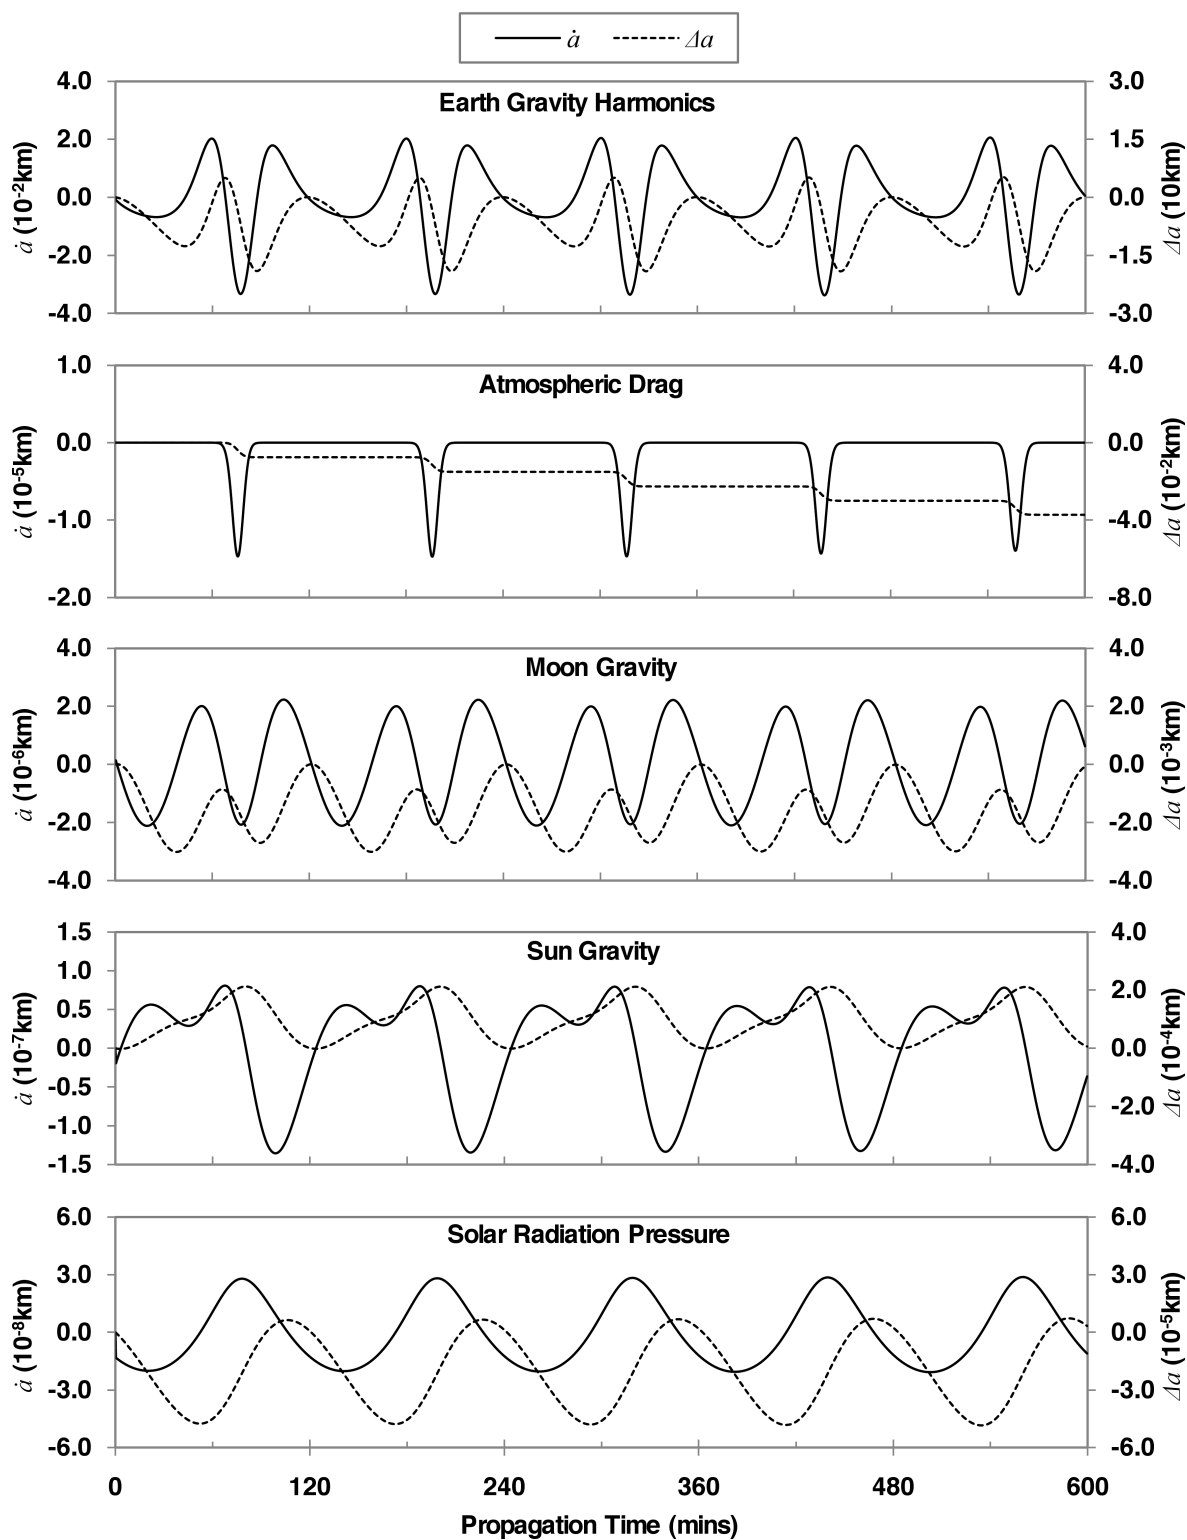 ȧ Δa
Earth Gravity Harmonics
4.0 3.0
2.0 1.5
0.0 0.0
-2.0 -1.5
-4.0 -3.0
ȧ (10⁻²km)
Δa (10km)
Atmospheric Drag
1.0 4.0
0.0 0.0
-1.0 -4.0
-2.0 -8.0
ȧ (10⁻⁵km)
Δa (10⁻²km)
Moon Gravity
4.0 4.0
2.0 2.0
0.0 0.0
-2.0 -2.0
-4.0 -4.0
ȧ (10⁻⁶km)
Δa (10⁻³km)
Sun Gravity
1.5 4.0
1.0
0.5 2.0
0.0 0.0
-0.5
-1.0 -2.0
-1.5 -4.0
ȧ (10⁻⁷km)
Δa (10⁻⁴km)
Solar Radiation Pressure
6.0 6.0
3.0 3.0
0.0 0.0
-3.0 -3.0
-6.0 -6.0
ȧ (10⁻⁸km)
Δa (10⁻⁵km)
0 120 240 360 480 600
Propagation Time (mins)